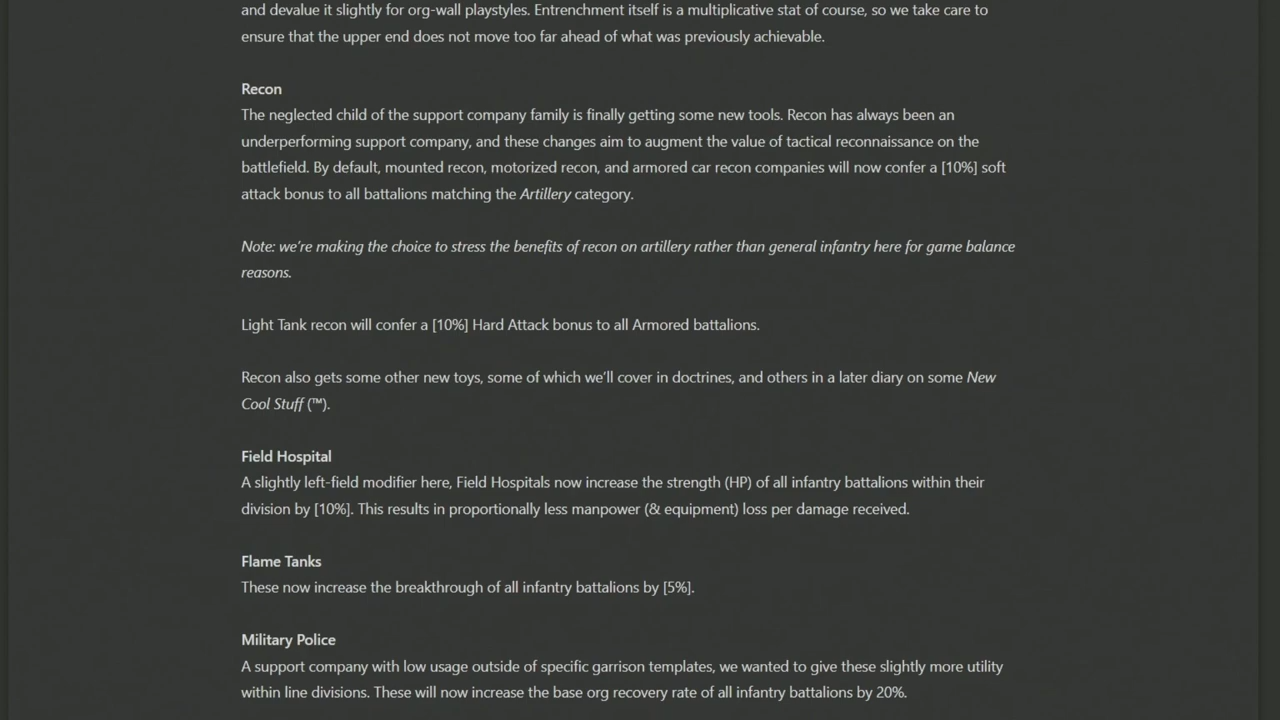 and devalue it slightly for org-wall playstyles. Entrenchment itself is a multiplicative stat of course, so we take care to
ensure that the upper end does not move too far ahead of what was previously achievable.
Recon
The neglected child of the support company family is finally getting some new tools. Recon has always been an
underperforming support company, and these changes aim to augment the value of tactical reconnaissance on the
battlefield. By default, mounted recon, motorized recon, and armored car recon companies will now confer a [10%] soft
attack bonus to all battalions matching the Artillery category.
Note: we’re making the choice to stress the benefits of recon on artillery rather than general infantry here for game balance
reasons.
Light Tank recon will confer a [10%] Hard Attack bonus to all Armored battalions.
Recon also gets some other new toys, some of which we’ll cover in doctrines, and others in a later diary on some New
Cool Stuff (™).
Field Hospital
A slightly left-field modifier here, Field Hospitals now increase the strength (HP) of all infantry battalions within their
division by [10%]. This results in proportionally less manpower (& equipment) loss per damage received.
Flame Tanks
These now increase the breakthrough of all infantry battalions by [5%].
Military Police
A support company with low usage outside of specific garrison templates, we wanted to give these slightly more utility
within line divisions. These will now increase the base org recovery rate of all infantry battalions by 20%.